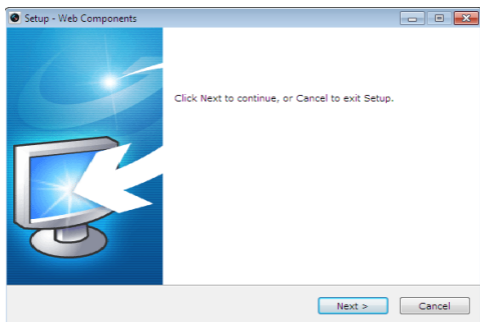 Setup - Web Components
Click Next to continue, or Cancel to exit Setup.
Next >
Cancel